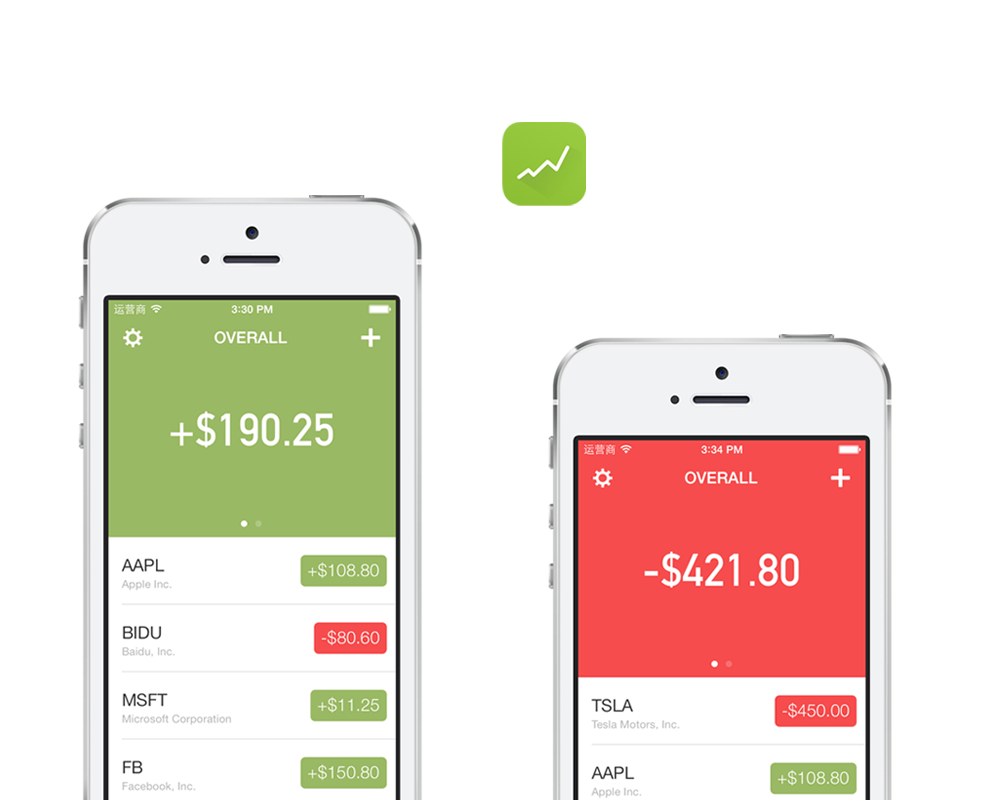 运营商 3:30 PM
OVERALL
+$190.25
AAPL +$108.80
Apple Inc.
BIDU -$80.60
Baidu, Inc.
MSFT +$11.25
Microsoft Corporation
FB +$150.80
Facebook, Inc.
运营商 3:34 PM
OVERALL
-$421.80
TSLA -$450.00
Tesla Motors, Inc.
AAPL +$108.80
Apple Inc.